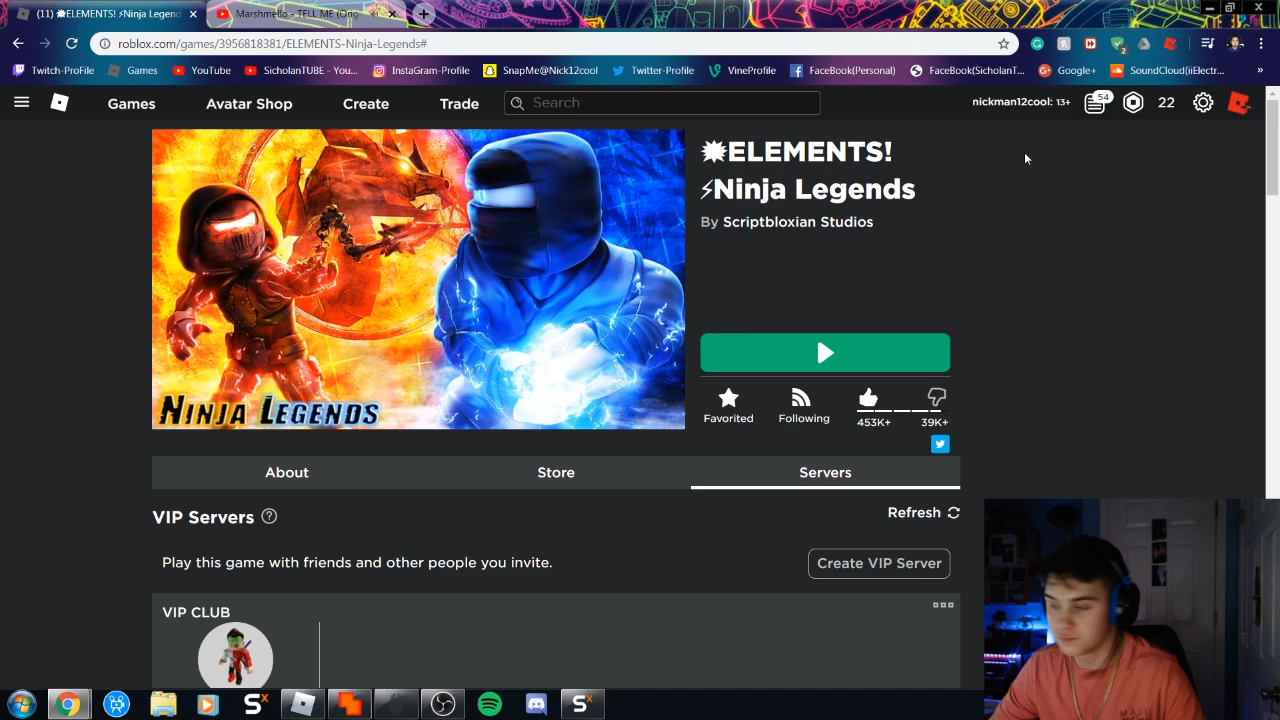 (11) ✸ELEMENTS! ⚡Ninja Legends
Marshmello - TELL ME (Orig
roblox.com/games/3956818381/ELEMENTS-Ninja-Legends#
2
Twitch-ProFile
Games
YouTube
SicholanTUBE - You...
InstaGram-Profile
SnapMe@Nick12cool
Twitter-Profile
VineProfile
FaceBook(Personal)
FaceBook(SicholanT...
Google+
SoundCloud(iiElectr...
»
Games
Avatar Shop
Create
Trade
Search
nickman12cool: 13+
54
22
✸ELEMENTS!
⚡Ninja Legends
By Scriptbloxian Studios
NINJA LEGENDS
Favorited
Following
453K+
39K+
About
Store
Servers
VIP Servers
Refresh
Play this game with friends and other people you invite.
Create VIP Server
VIP CLUB